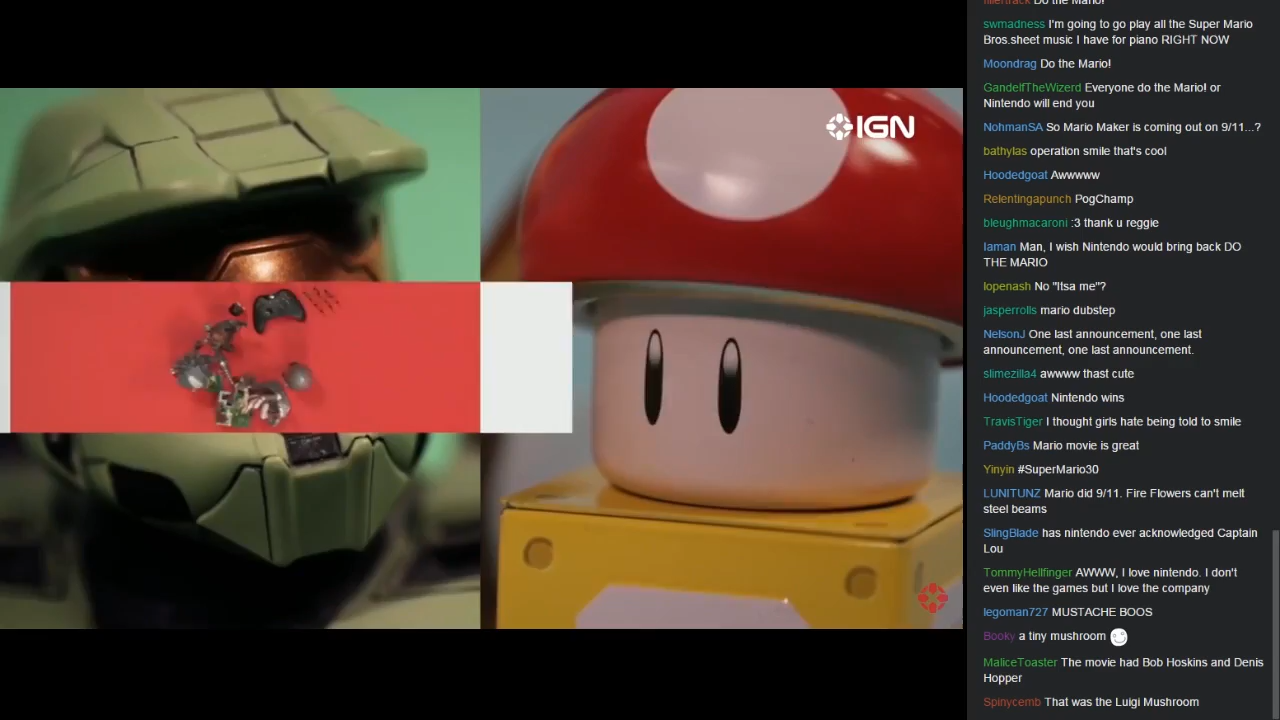 IGN
fillertrack Do the Mario!
swmadness I'm going to go play all the Super Mario
Bros.sheet music I have for piano RIGHT NOW
Moondrag Do the Mario!
GandelfTheWizerd Everyone do the Mario! or
Nintendo will end you
NohmanSA So Mario Maker is coming out on 9/11...?
bathylas operation smile that's cool
Hoodedgoat Awwwww
Relentingapunch PogChamp
bleughmacaroni :3 thank u reggie
Iaman Man, I wish Nintendo would bring back DO
THE MARIO
lopenash No "Itsa me"?
jasperrolls mario dubstep
NelsonJ One last announcement, one last
announcement, one last announcement.
slimezilla4 awwww thast cute
Hoodedgoat Nintendo wins
TravisTiger I thought girls hate being told to smile
PaddyBs Mario movie is great
Yinyin #SuperMario30
LUNITUNZ Mario did 9/11. Fire Flowers can't melt
steel beams
SlingBlade has nintendo ever acknowledged Captain
Lou
TommyHellfinger AWWW, I love nintendo. I don't
even like the games but I love the company
legoman727 MUSTACHE BOOS
Booky a tiny mushroom
MaliceToaster The movie had Bob Hoskins and Denis
Hopper
Spinycemb That was the Luigi Mushroom